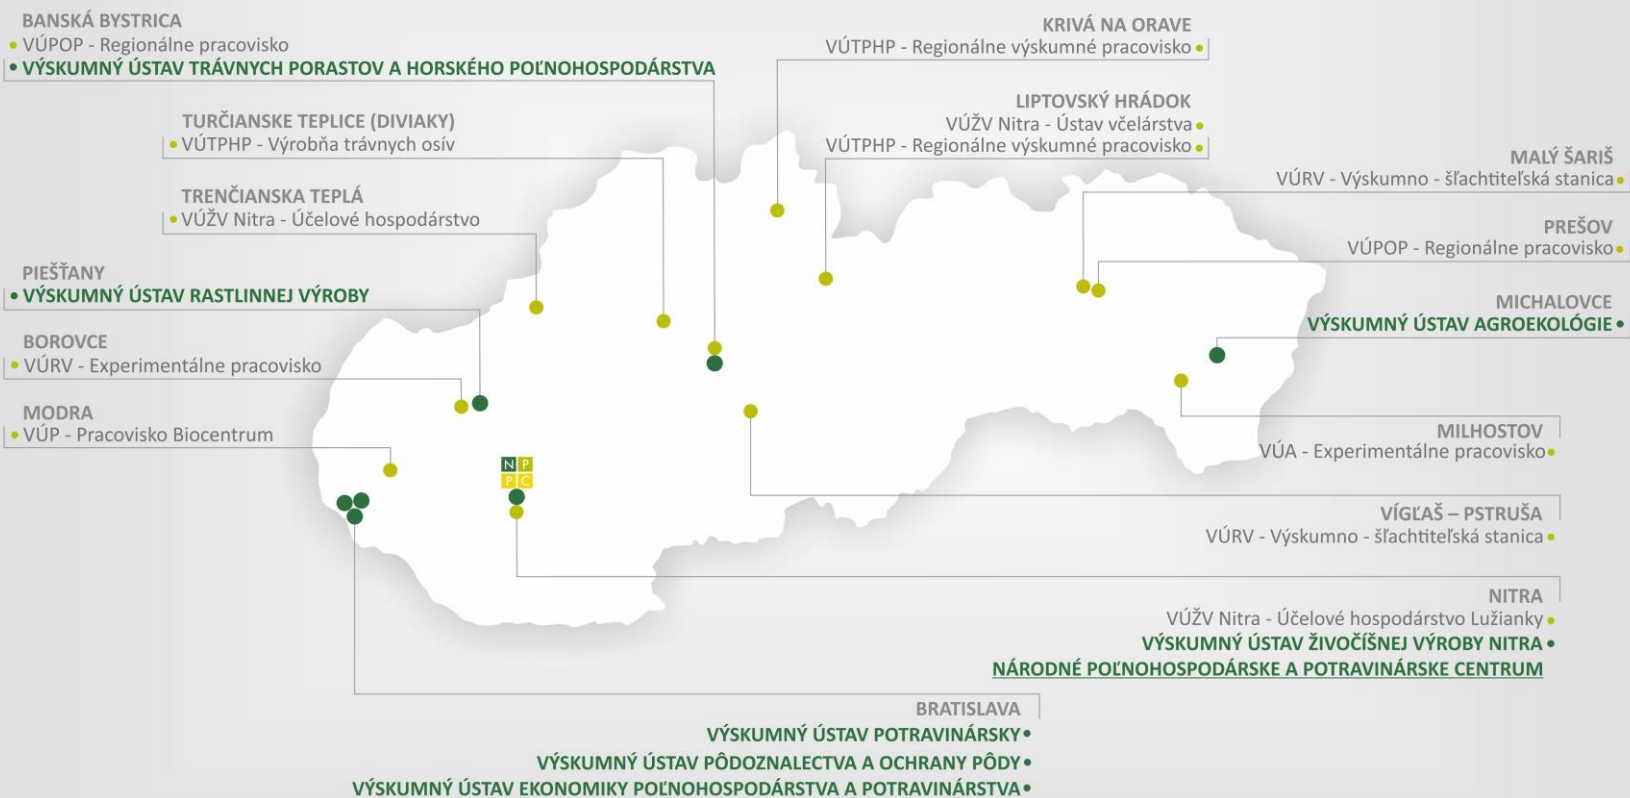 BANSKÁ BYSTRICA
• VÚPOP - Regionálne pracovisko
• VÝSKUMNÝ ÚSTAV TRÁVNYCH PORASTOV A HORSKÉHO POĽNOHOSPODÁRSTVA
TURČIANSKE TEPLICE (DIVIAKY)
• VÚTPHP - Výrobňa trávnych osív
TRENČIANSKA TEPLÁ
• VÚŽV Nitra - Účelové hospodárstvo
PIEŠŤANY
• VÝSKUMNÝ ÚSTAV RASTLINNEJ VÝROBY
BOROVCE
• VÚRV - Experimentálne pracovisko
MODRA
• VÚP - Pracovisko Biocentrum
KRIVÁ NA ORAVE
VÚTPHP - Regionálne výskumné pracovisko •
LIPTOVSKÝ HRÁDOK
VÚŽV Nitra - Ústav včelárstva •
VÚTPHP - Regionálne výskumné pracovisko •
MALÝ ŠARIŠ
VÚRV - Výskumno - šľachtiteľská stanica •
PREŠOV
VÚPOP - Regionálne pracovisko •
MICHALOVCE
VÝSKUMNÝ ÚSTAV AGROEKOLÓGIE •
MILHOSTOV
VÚA - Experimentálne pracovisko •
VÍGĽAŠ – PSTRUŠA
VÚRV - Výskumno - šľachtiteľská stanica •
N P
P C
NITRA
VÚŽV Nitra - Účelové hospodárstvo Lužianky •
VÝSKUMNÝ ÚSTAV ŽIVOČÍŠNEJ VÝROBY NITRA •
NÁRODNÉ POĽNOHOSPODÁRSKE A POTRAVINÁRSKE CENTRUM
BRATISLAVA
VÝSKUMNÝ ÚSTAV POTRAVINÁRSKY •
VÝSKUMNÝ ÚSTAV PÔDOZNALECTVA A OCHRANY PÔDY •
VÝSKUMNÝ ÚSTAV EKONOMIKY POĽNOHOSPODÁRSTVA A POTRAVINÁRSTVA •